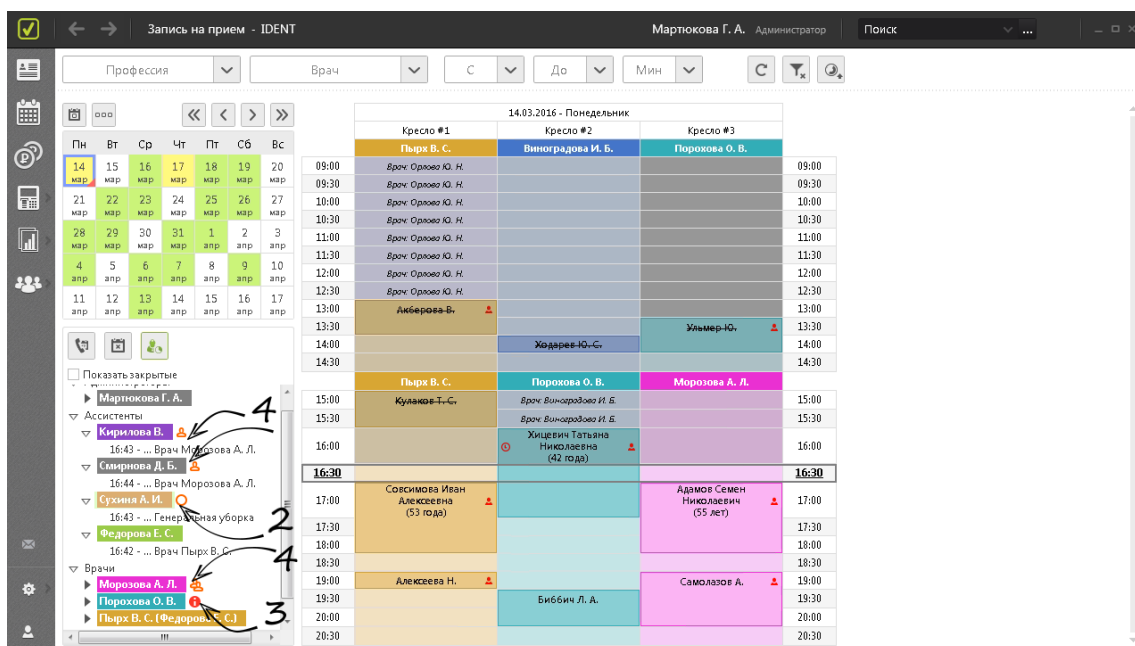 Запись на прием - IDENT
Мартюкова Г. А. Администратор
Поиск
...
Профессия
Врач
С
До
Мин
14.03.2016 - Понедельник
Кресло #1 Кресло #2 Кресло #3
Пырх В. С. Виноградова И. Б. Порохова О. В.
Пн Вт Ср Чт Пт Сб Вс
14 15 16 17 18 19 20
мар мар мар мар мар мар мар
21 22 23 24 25 26 27
мар мар мар мар мар мар мар
28 29 30 31 1 2 3
мар мар мар мар апр апр апр
4 5 6 7 8 9 10
апр апр апр апр апр апр апр
11 12 13 14 15 16 17
апр апр апр апр апр апр апр
09:00 Врач: Орлова Ю. Н. 09:00
09:30 Врач: Орлова Ю. Н. 09:30
10:00 Врач: Орлова Ю. Н. 10:00
10:30 Врач: Орлова Ю. Н. 10:30
11:00 Врач: Орлова Ю. Н. 11:00
11:30 Врач: Орлова Ю. Н. 11:30
12:00 Врач: Орлова Ю. Н. 12:00
12:30 Врач: Орлова Ю. Н. 12:30
13:00 Акберова В. 13:00
13:30 Ульмер Ю. 13:30
14:00 Ходарев Ю. С. 14:00
14:30 14:30
Пырх В. С. Порохова О. В. Морозова А. Л.
15:00 Кулаков Т. С. Врач: Виноградова И. Б. 15:00
15:30 Врач: Виноградова И. Б. 15:30
16:00 Хицевич Татьяна 16:00
Николаевна
(42 года)
16:30 16:30
17:00 Совсимова Иван Адамов Семен 17:00
Алексеевна Николаевич
(53 года) (55 лет)
17:30 17:30
18:00 18:00
18:30 18:30
19:00 Алексеева Н. Самолазов А. 19:00
19:30 Биббич Л. А. 19:30
20:00 20:00
20:30 20:30
Показать закрытые
Мартюкова Г. А.
Ассистенты
Кирилова В.
4
16:43 - ... Врач Морозова А. Л.
Смирнова Д. Б.
16:44 - ... Врач Морозова А. Л.
Сухиня А. И.
16:43 - ... Генеральная уборка
2
Федорова Е. С.
16:42 - ... Врач Пырх В. С.
4
Врачи
Морозова А. Л.
Порохова О. В.
3
Пырх В. С. (Федорова Е. С.)